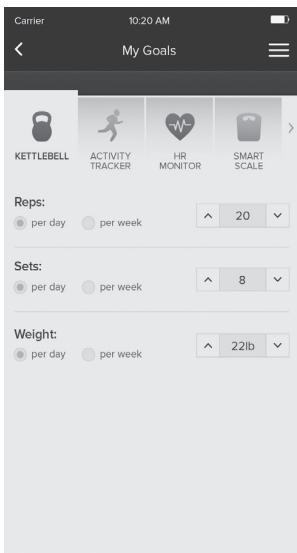 Carrier 10:20 AM
My Goals
KETTLEBELL ACTIVITY TRACKER HR MONITOR SMART SCALE
Reps:
per day per week 20
Sets:
per day per week 8
Weight:
per day per week 22lb